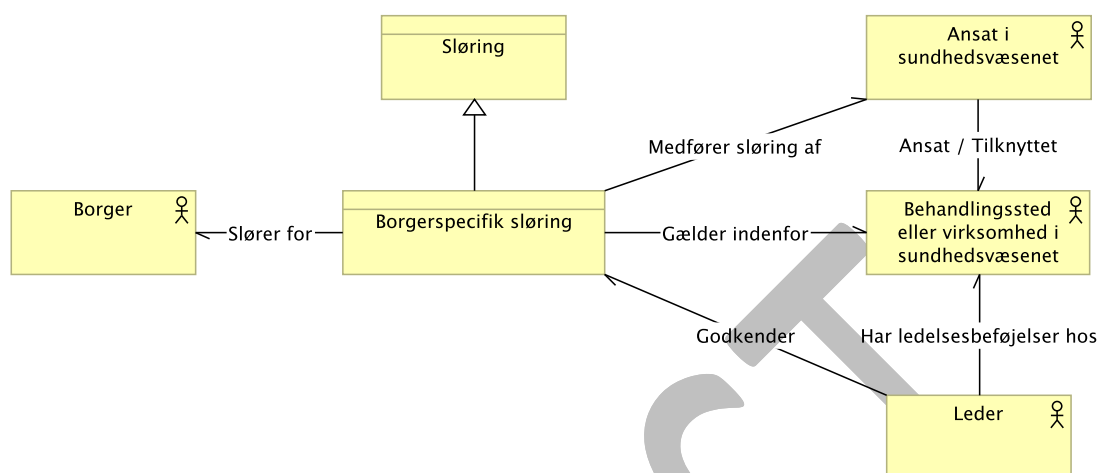 Sløring
Ansat i
sundhedsvæsenet
Medfører sløring af
Ansat / Tilknyttet
Borger
Slører for
Borgerspecifik sløring
Gælder indenfor
Behandlingssted
eller virksomhed i
sundhedsvæsenet
Godkender
Har ledelsesbeføjelser hos
Leder